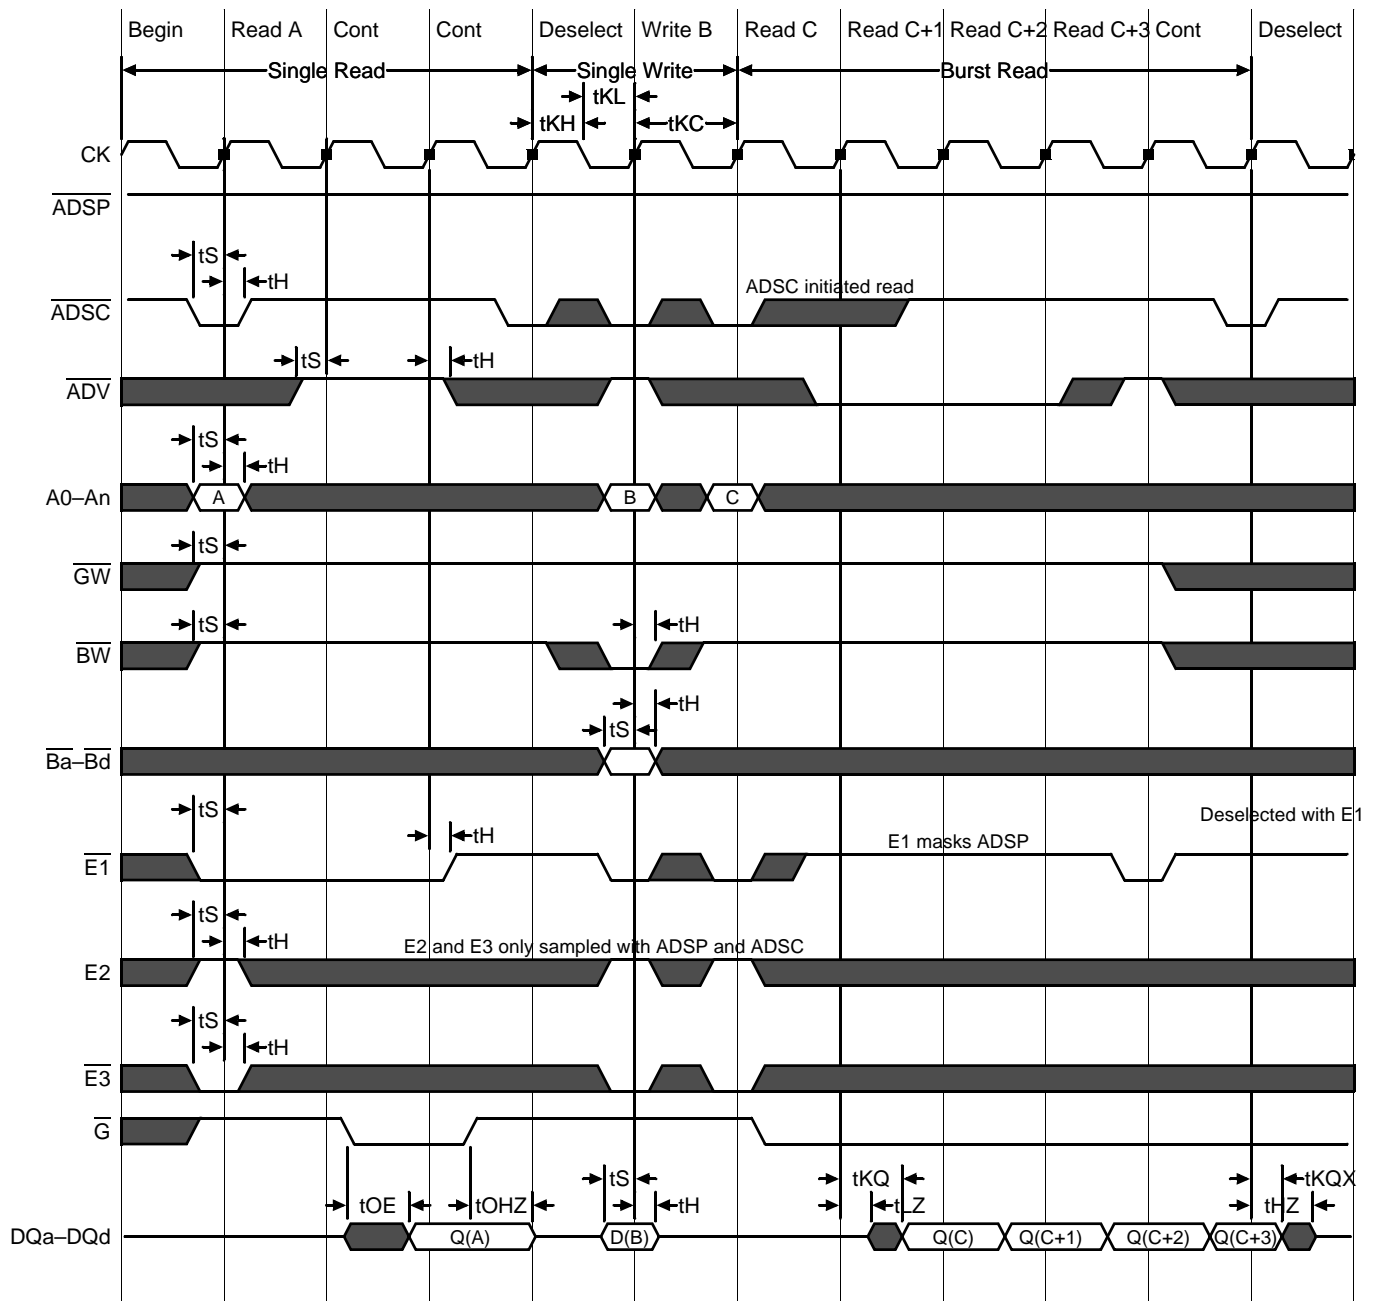 Begin Read A Cont Cont Deselect Write B Read C Read C+1 Read C+2 Read C+3 Cont Deselect
Single Read Single Write Burst Read
tKL
tKH tKC
CK
ADSP
tS
tH
ADSC initiated read
ADSC
tS tH
ADV
tS
tH
A0–An A B C
tS
GW
tS tH
BW
tH
tS
Ba–Bd
tS
Deselected with E1
tH
E1 masks ADSP
E1
tS
tH
E2 and E3 only sampled with ADSP and ADSC
E2
tS
tH
E3
G
tS tKQ tKQX
tOE tOHZ tH tLZ tHZ
DQa–DQd Q(A) D(B) Q(C) Q(C+1) Q(C+2) Q(C+3)